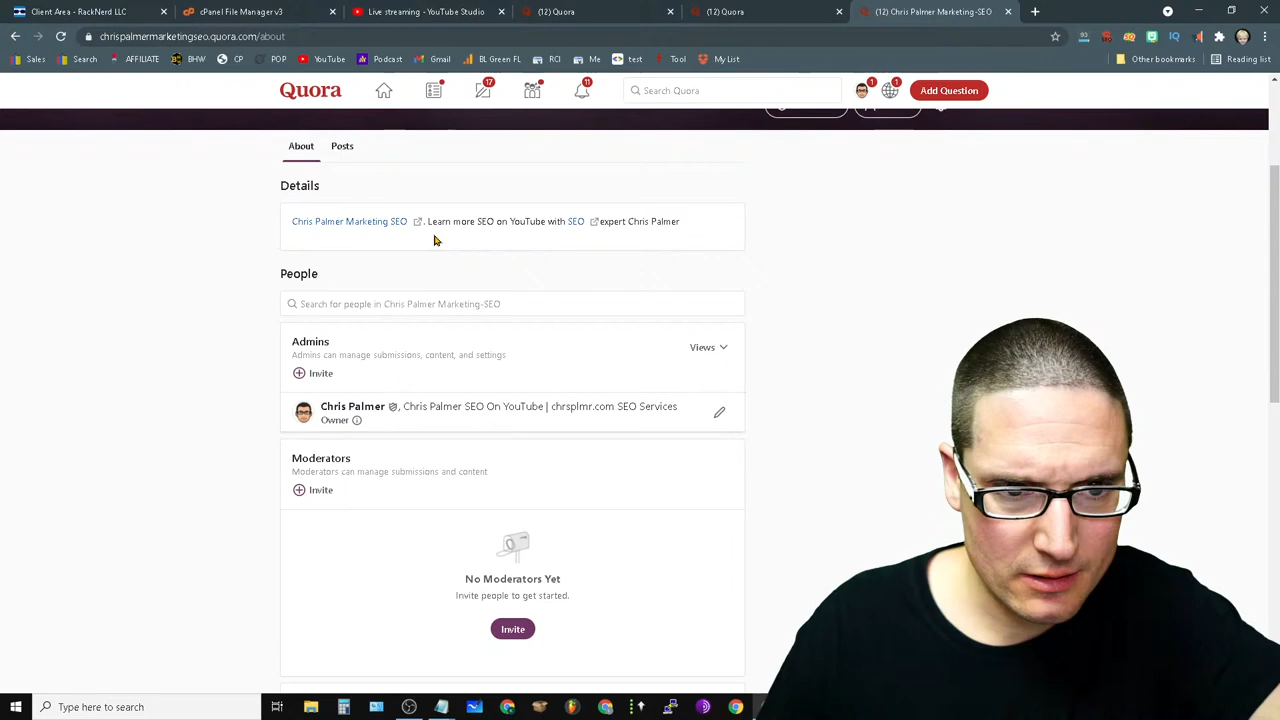 Client Area - RackNerd LLC
cPanel File Manager v3
Live streaming - YouTube Studio
(12) Quora
(12) Quora
(12) Chris Palmer Marketing-SEO
chrispalmermarketingseo.quora.com/about
Sales
Search
AFFILIATE
BHW
CP
POP
YouTube
Podcast
Gmail
BL Green FL
RCI
Me
test
Tool
My List
Other bookmarks
Reading list
Quora
17
11
Search Quora
1
1
Add Question
About
Posts
Details
Chris Palmer Marketing SEO . Learn more SEO on YouTube with SEO expert Chris Palmer
People
Search for people in Chris Palmer Marketing-SEO
Admins
Admins can manage submissions, content, and settings
Views
Invite
Chris Palmer , Chris Palmer SEO On YouTube | chrsplmr.com SEO Services
Owner
Moderators
Moderators can manage submissions and content
Invite
No Moderators Yet
Invite people to get started.
Invite
Type here to search